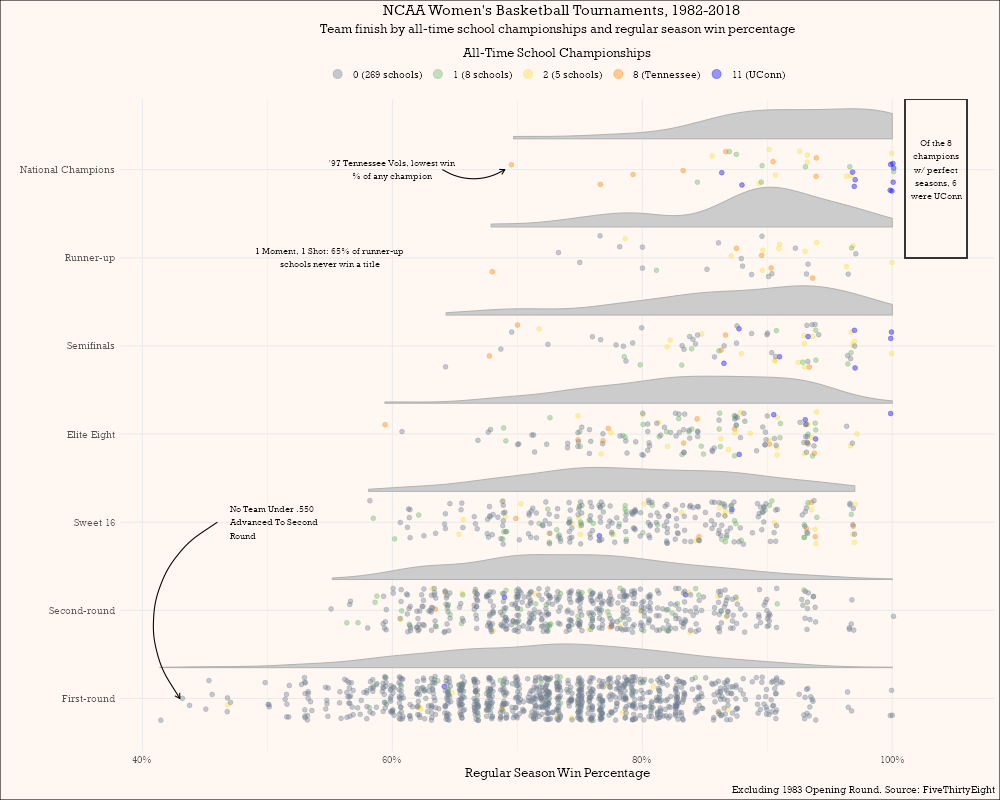 NCAA Women's Basketball Tournaments, 1982-2018
Team finish by all-time school championships and regular season win percentage
All-Time School Championships
0 (269 schools) 1 (8 schools) 2 (5 schools) 8 (Tennessee) 11 (UConn)
National Champions
'97 Tennessee Vols, lowest win
% of any champion
Of the 8
champions
w/ perfect
seasons, 6
were UConn
Runner-up
1 Moment, 1 Shot: 65% of runner-up
schools never win a title
Semifinals
Elite Eight
Sweet 16
No Team Under .550
Advanced To Second
Round
Second-round
First-round
40% 60% 80% 100%
Regular Season Win Percentage
Excluding 1983 Opening Round. Source: FiveThirtyEight